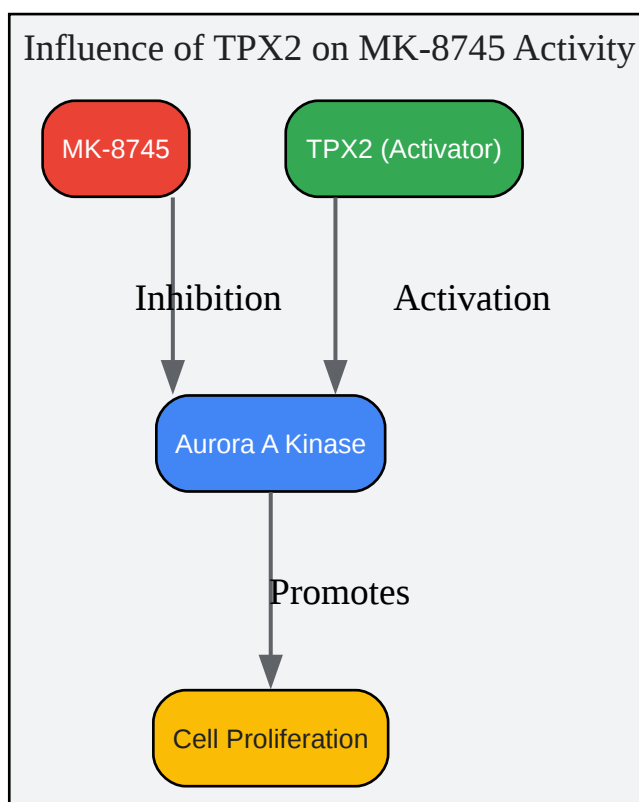 Influence of TPX2 on MK-8745 Activity
MK-8745
TPX2 (Activator)
Inhibition
Activation
Aurora A Kinase
Promotes
Cell Proliferation